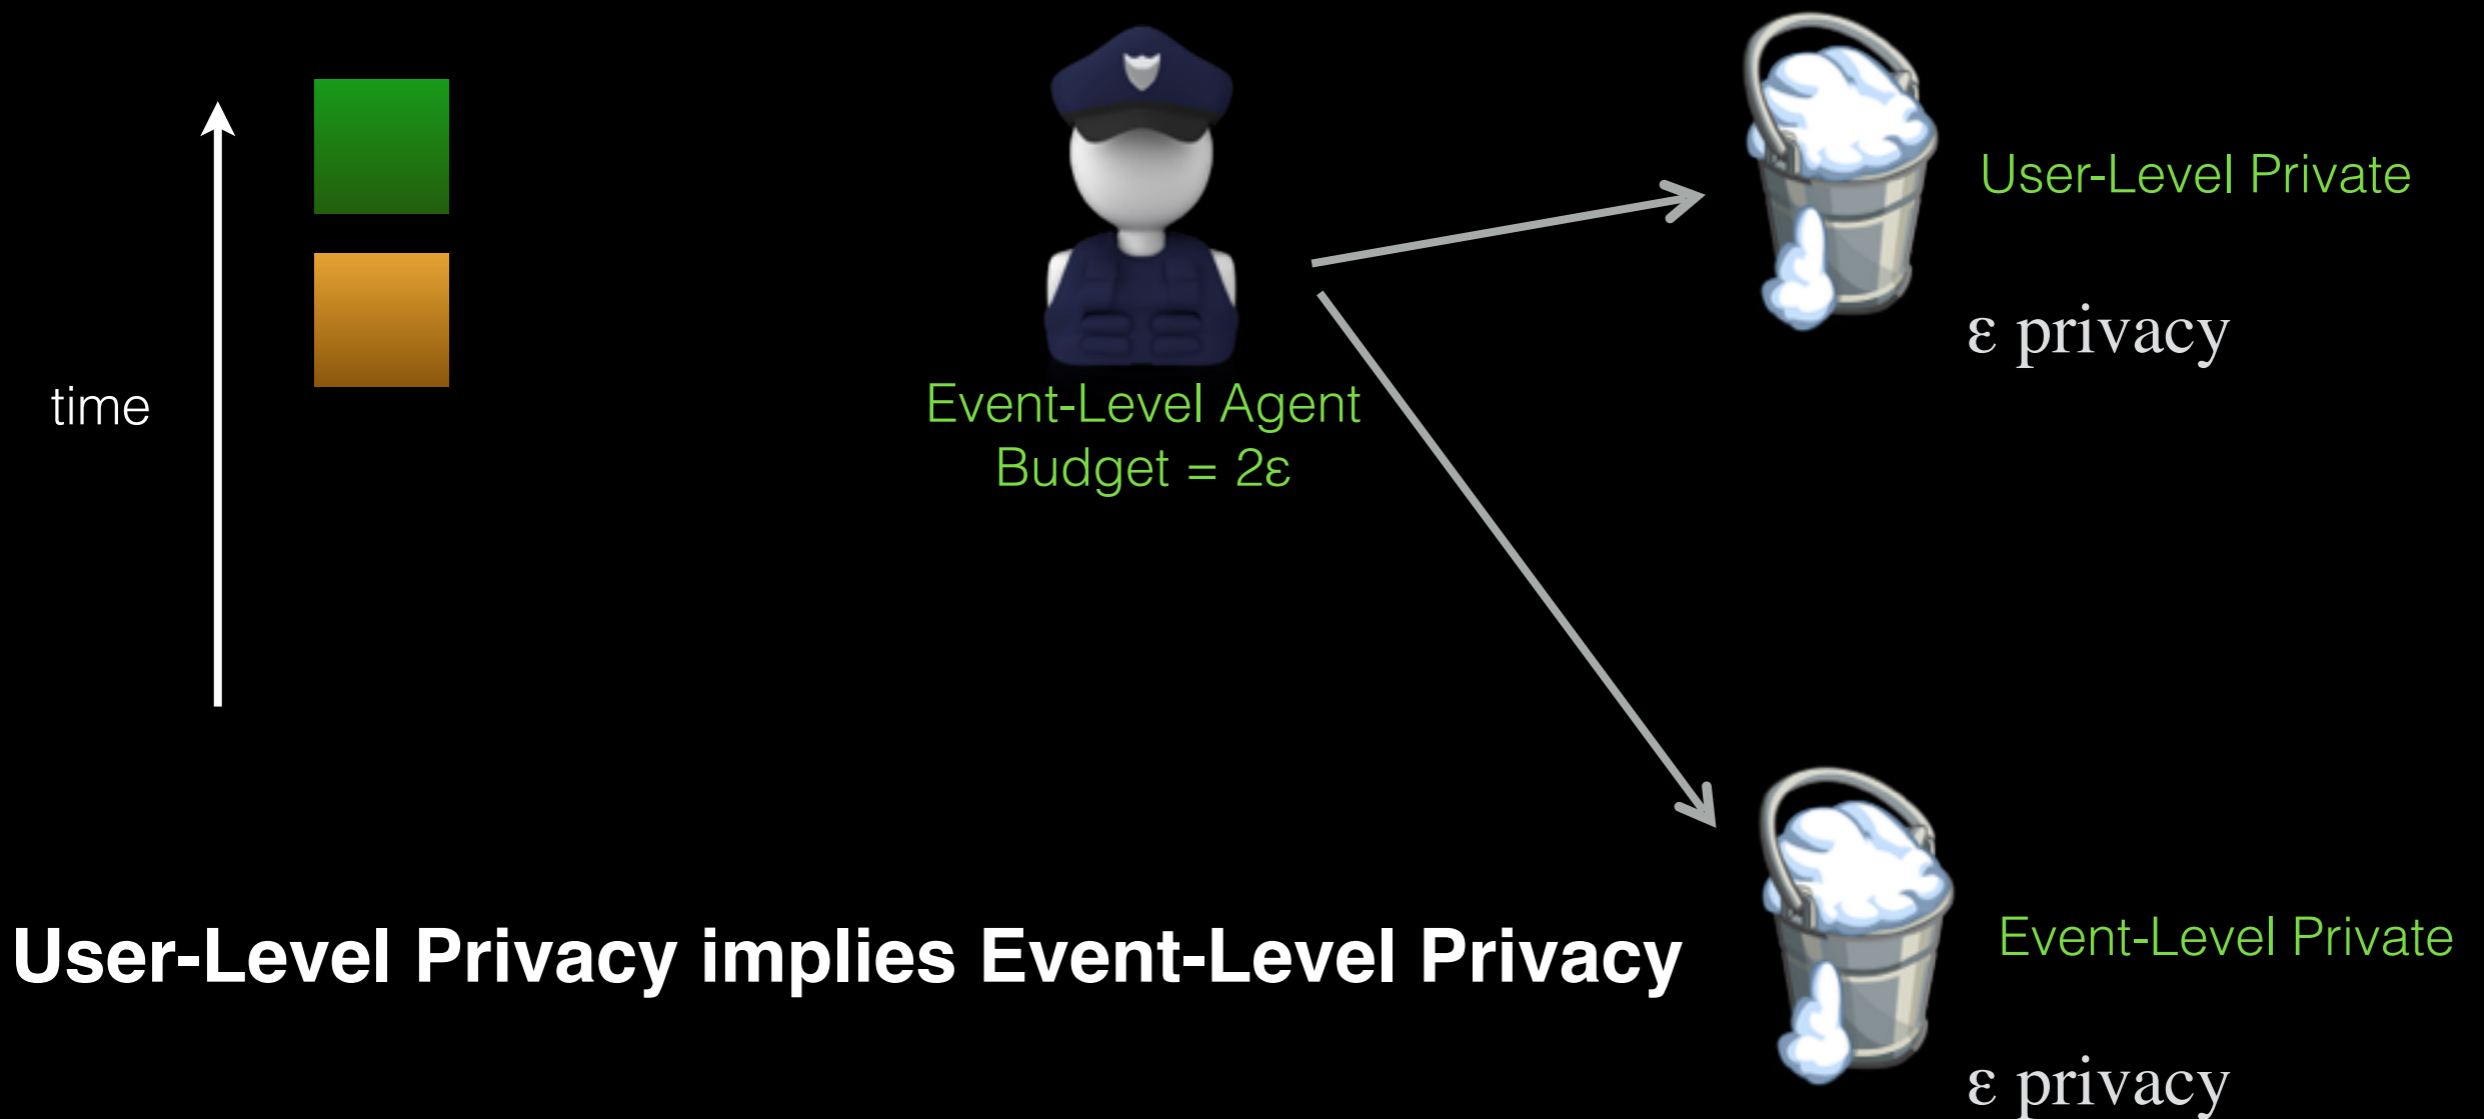 User-Level Private
ε privacy
time
Event-Level Agent
Budget = 2ε
User-Level Privacy implies Event-Level Privacy
Event-Level Private
ε privacy